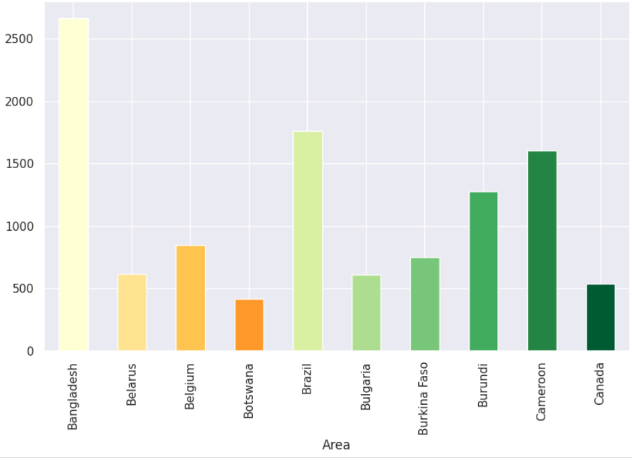 2500
2000
1500
1000
500
0
Bangladesh
Belarus
Belgium
Botswana
Brazil
Bulgaria
Burkina Faso
Burundi
Cameroon
Canada
Area